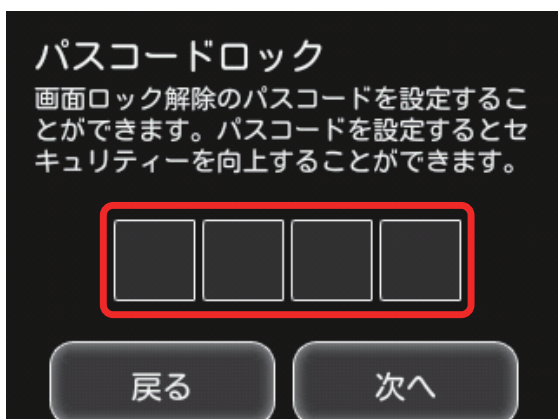 パスコードロック
画面ロック解除のパスコードを設定するこ
とができます。パスコードを設定するとセ
キュリティーを向上することができます。
戻る
次へ